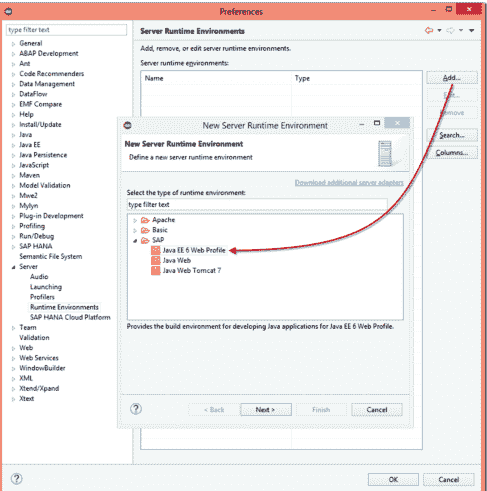 Preferences
type filter text
Server Runtime Environments
General
ABAP Development
Ant
Code Recommenders
Data Management
DataFlow
EMF Compare
Help
Install/Update
Java
Java EE
Java Persistence
JavaScript
Maven
Model Validation
Mwe2
Mylyn
Plug-in Development
Profiling
Run/Debug
SAP HANA
Semantic File System
Server
Audio
Launching
Profilers
Runtime Environments
SAP HANA Cloud Platform
Team
Validation
Web
Web Services
WindowBuilder
XML
Xtend/Xpand
Xtext
Add, remove, or edit server runtime environments.
Server runtime environments:
Name Type
Add...
Edit...
Remove
Search...
Columns...
New Server Runtime Environment
New Server Runtime Environment
Define a new server runtime environment
Download additional server adapters
Select the type of runtime environment:
type filter text
Apache
Basic
SAP
Java EE 6 Web Profile
Java Web
Java Web Tomcat 7
Provides the build environment for developing Java applications for Java EE 6 Web Profile.
< Back Next > Finish Cancel
OK Cancel